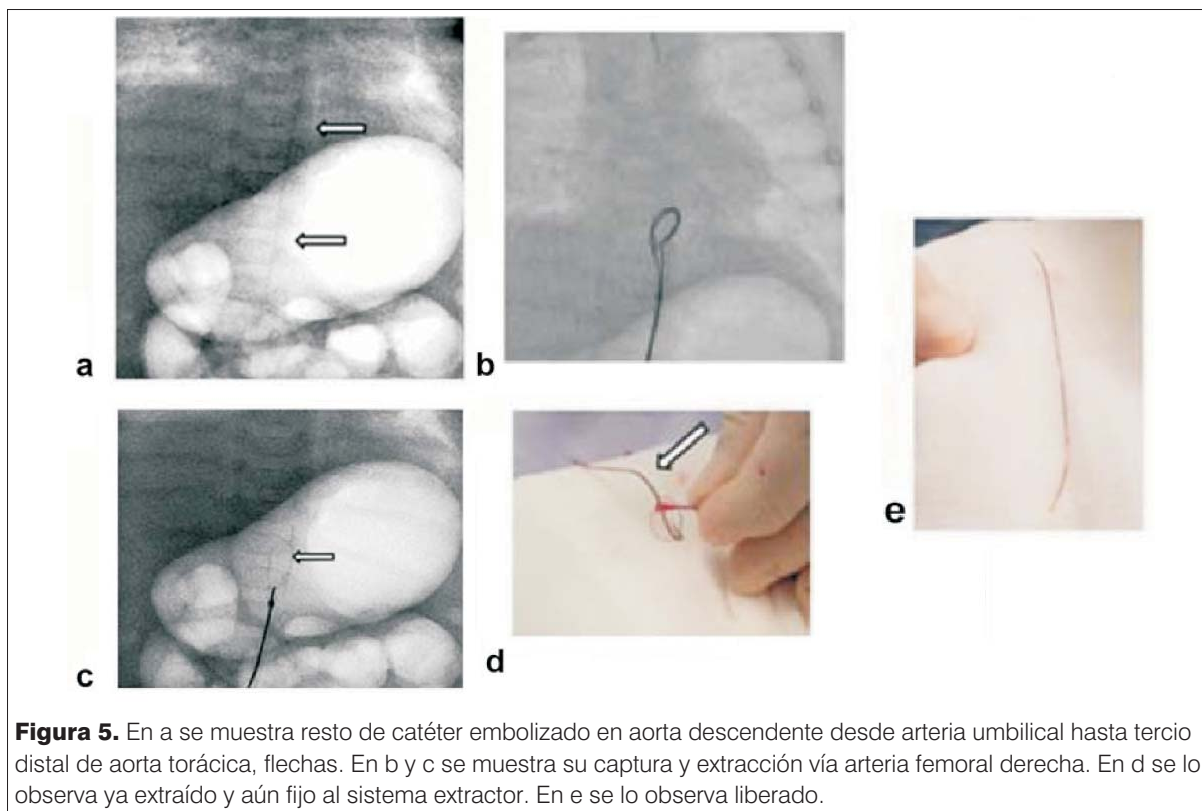 a
b
c
d
e
Figura 5. En a se muestra resto de catéter embolizado en aorta descendente desde arteria umbilical hasta tercio
distal de aorta torácica, flechas. En b y c se muestra su captura y extracción vía arteria femoral derecha. En d se lo
observa ya extraído y aún fijo al sistema extractor. En e se lo observa liberado.